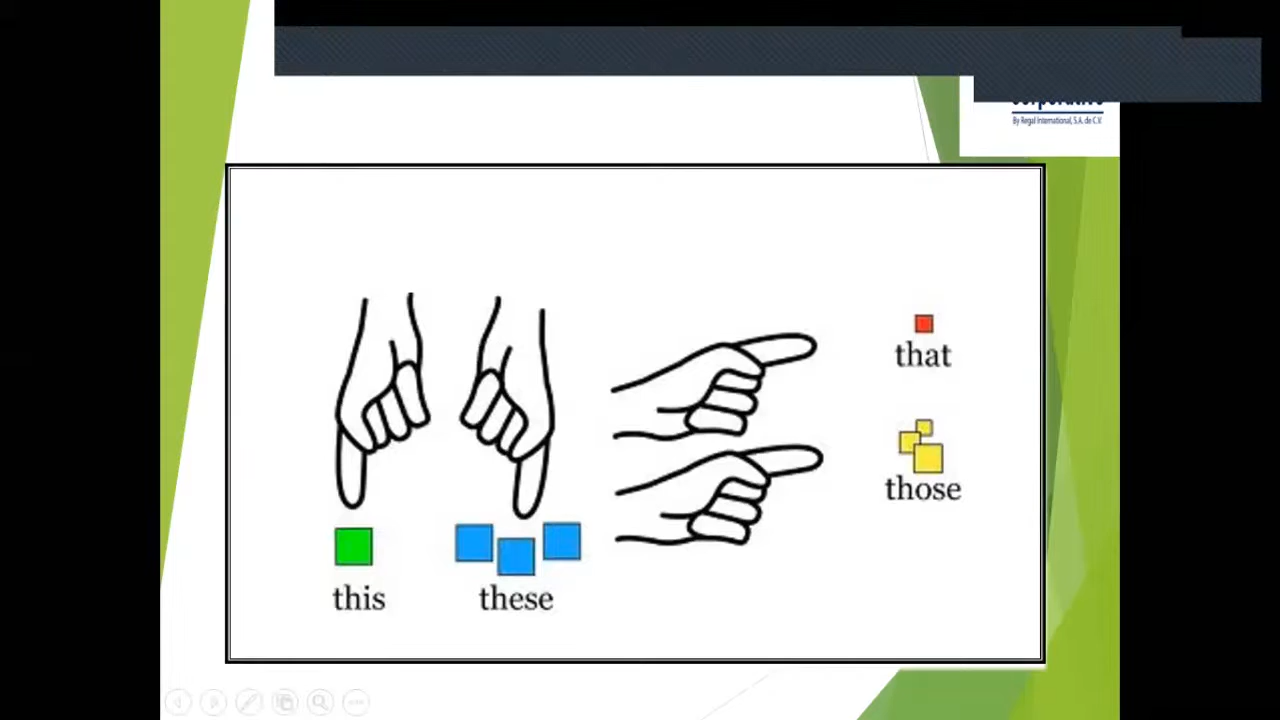 By Regal International, S.A. de C.V.
that
those
this
these